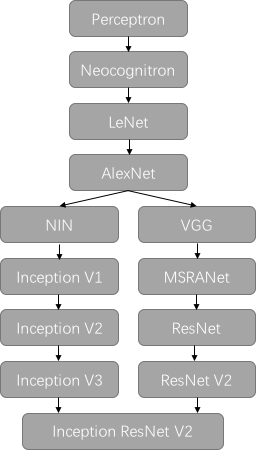 Perceptron
Neocognitron
LeNet
AlexNet
NIN
VGG
Inception V1
MSRANet
Inception V2
ResNet
Inception V3
ResNet V2
Inception ResNet V2